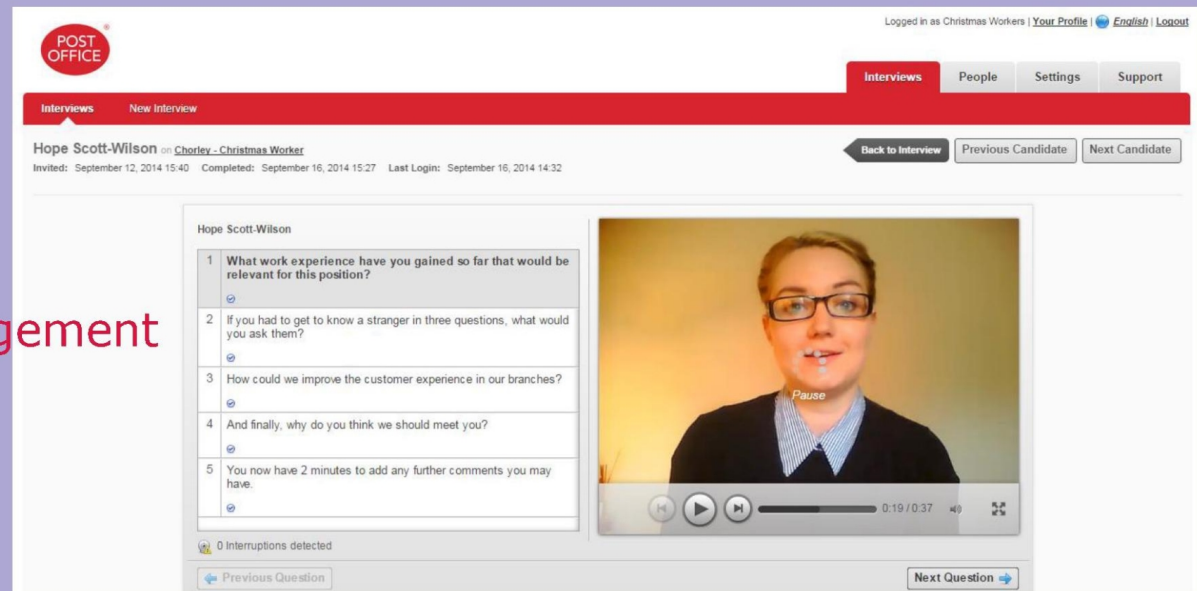 Logged in as Christmas Workers | Your Profile | English | Logout
POST
OFFICE
Interviews People Settings Support
Interviews New Interview
Hope Scott-Wilson on Chorley - Christmas Worker
Back to Interview Previous Candidate Next Candidate
Invited: September 12, 2014 15:40 Completed: September 16, 2014 15:27 Last Login: September 16, 2014 14:32
Hope Scott-Wilson
1 What work experience have you gained so far that would be
relevant for this position?
2 If you had to get to know a stranger in three questions, what would
you ask them?
3 How could we improve the customer experience in our branches?
4 And finally, why do you think we should meet you?
5 You now have 2 minutes to add any further comments you may
have.
gement
Pause
0:19 / 0:37
0 Interruptions detected
Previous Question Next Question